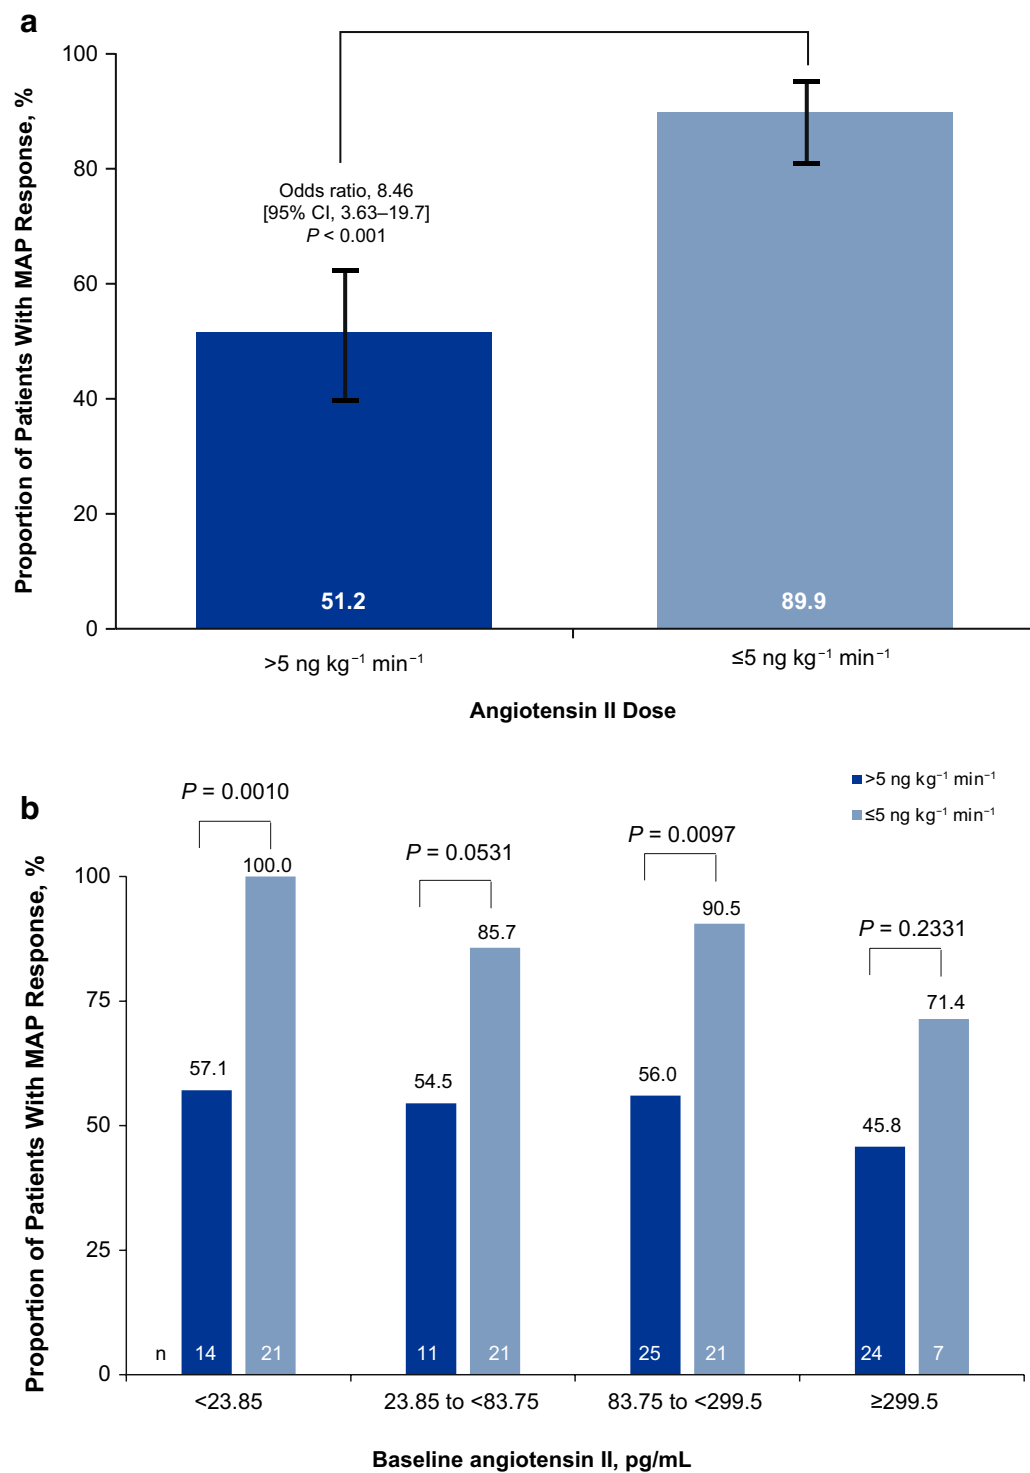 a
Proportion of Patients With MAP Response, %
100
80
60
40
20
0
Odds ratio, 8.46
[95% CI, 3.63–19.7]
P < 0.001
51.2
89.9
>5 ng kg⁻¹ min⁻¹
≤5 ng kg⁻¹ min⁻¹
Angiotensin II Dose
b
>5 ng kg⁻¹ min⁻¹
≤5 ng kg⁻¹ min⁻¹
Proportion of Patients With MAP Response, %
100
75
50
25
0
P = 0.0010
P = 0.0531
P = 0.0097
P = 0.2331
57.1
100.0
54.5
85.7
56.0
90.5
45.8
71.4
n
14
21
11
21
25
21
24
7
<23.85
23.85 to <83.75
83.75 to <299.5
≥299.5
Baseline angiotensin II, pg/mL